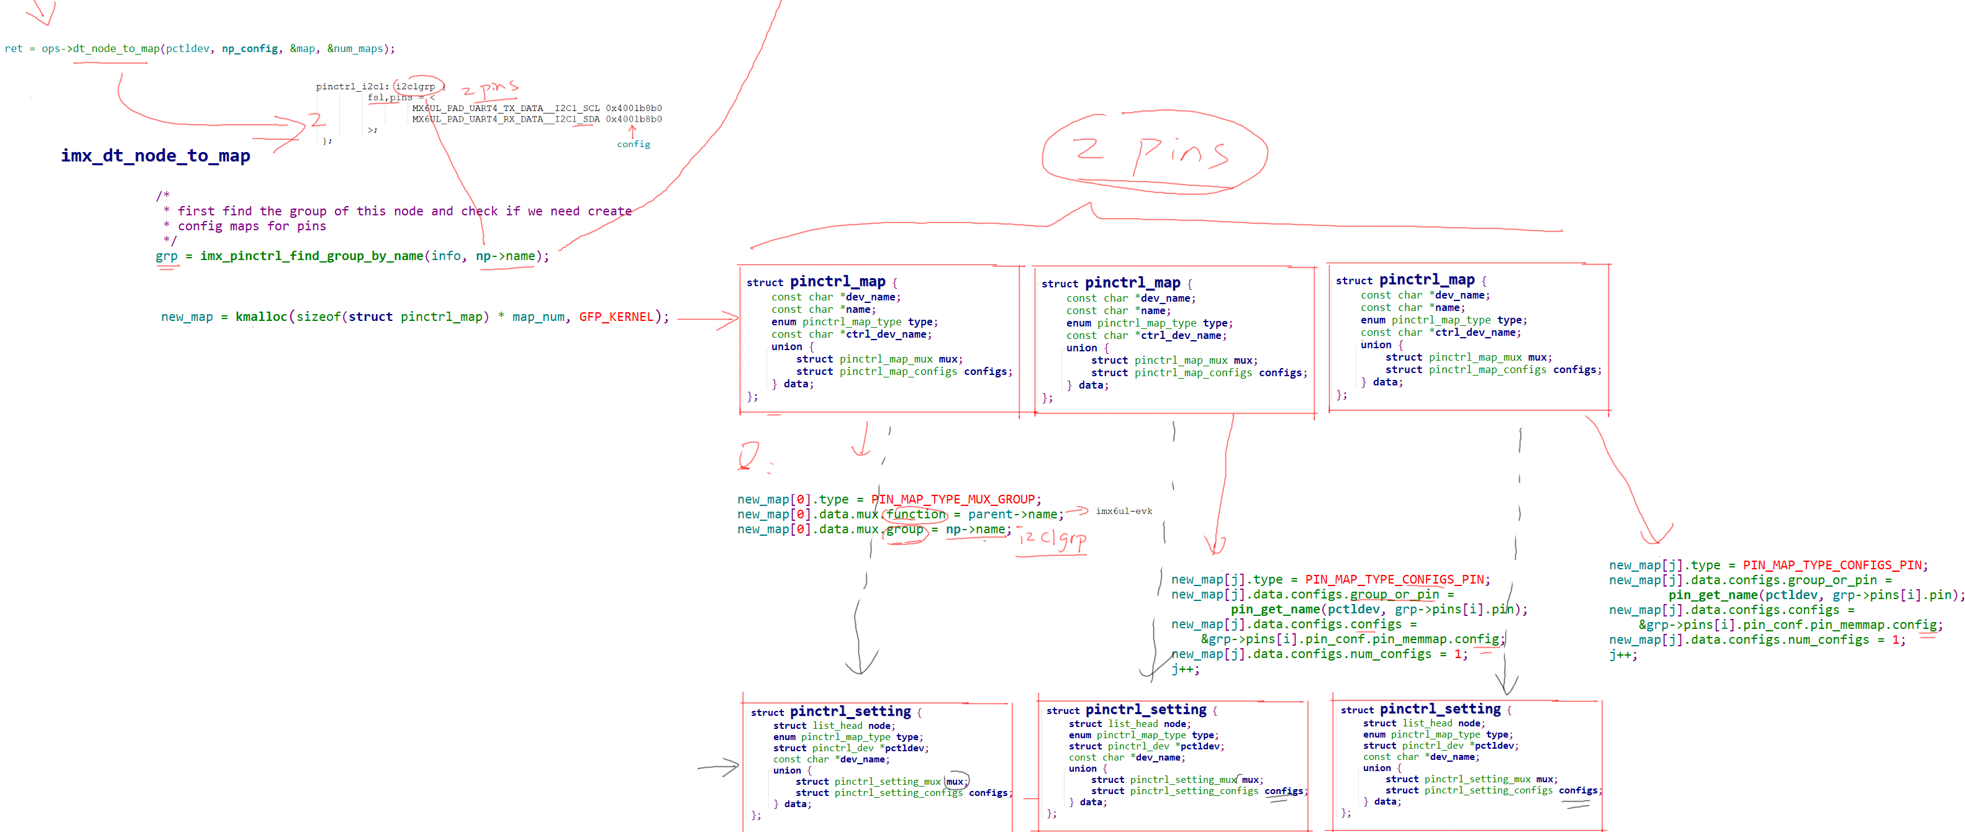 ret = ops->dt_node_to_map(pctldev, np_config, &map, &num_maps);
pinctrl_i2c1: i2c1grp {
fsl,pins = <
2 pins
MX6UL_PAD_UART4_TX_DATA__I2C1_SCL 0x4001b8b0
MX6UL_PAD_UART4_RX_DATA__I2C1_SDA 0x4001b8b0
>;
};
config
2
imx_dt_node_to_map
/*
* first find the group of this node and check if we need create
* config maps for pins
*/
grp = imx_pinctrl_find_group_by_name(info, np->name);
new_map = kmalloc(sizeof(struct pinctrl_map) * map_num, GFP_KERNEL);
2 pins
struct pinctrl_map {
const char *dev_name;
const char *name;
enum pinctrl_map_type type;
const char *ctrl_dev_name;
union {
struct pinctrl_map_mux mux;
struct pinctrl_map_configs configs;
} data;
};
struct pinctrl_map {
const char *dev_name;
const char *name;
enum pinctrl_map_type type;
const char *ctrl_dev_name;
union {
struct pinctrl_map_mux mux;
struct pinctrl_map_configs configs;
} data;
};
struct pinctrl_map {
const char *dev_name;
const char *name;
enum pinctrl_map_type type;
const char *ctrl_dev_name;
union {
struct pinctrl_map_mux mux;
struct pinctrl_map_configs configs;
} data;
};
new_map[0].type = PIN_MAP_TYPE_MUX_GROUP;
new_map[0].data.mux.function = parent->name;
imx6ul-evk
new_map[0].data.mux.group = np->name;
i2c1grp
new_map[j].type = PIN_MAP_TYPE_CONFIGS_PIN;
new_map[j].data.configs.group_or_pin =
pin_get_name(pctldev, grp->pins[i].pin);
new_map[j].data.configs.configs =
&grp->pins[i].pin_conf.pin_memmap.config;
new_map[j].data.configs.num_configs = 1;
j++;
new_map[j].type = PIN_MAP_TYPE_CONFIGS_PIN;
new_map[j].data.configs.group_or_pin =
pin_get_name(pctldev, grp->pins[i].pin);
new_map[j].data.configs.configs =
&grp->pins[i].pin_conf.pin_memmap.config;
new_map[j].data.configs.num_configs = 1;
j++;
struct pinctrl_setting {
struct list_head node;
enum pinctrl_map_type type;
struct pinctrl_dev *pctldev;
const char *dev_name;
union {
struct pinctrl_setting_mux mux;
struct pinctrl_setting_configs configs;
} data;
};
struct pinctrl_setting {
struct list_head node;
enum pinctrl_map_type type;
struct pinctrl_dev *pctldev;
const char *dev_name;
union {
struct pinctrl_setting_mux mux;
struct pinctrl_setting_configs configs;
} data;
};
struct pinctrl_setting {
struct list_head node;
enum pinctrl_map_type type;
struct pinctrl_dev *pctldev;
const char *dev_name;
union {
struct pinctrl_setting_mux mux;
struct pinctrl_setting_configs configs;
} data;
};